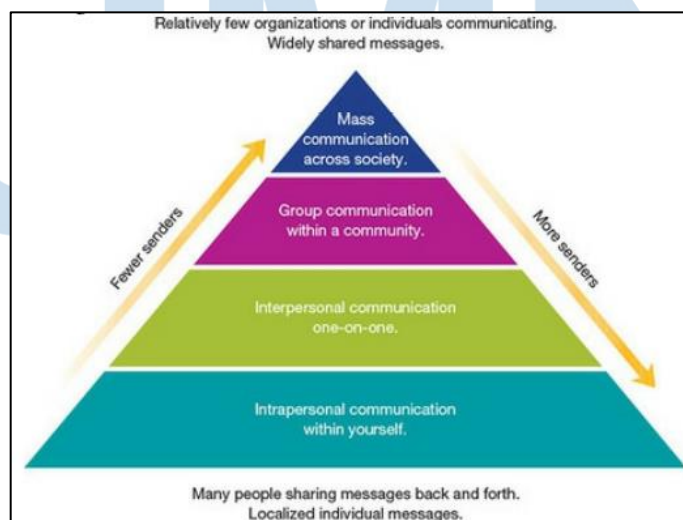 Relatively few organizations or individuals communicating.
Widely shared messages.
Mass
communication
across society.
Group communication
within a community.
Fewer senders
More senders
Interpersonal communication
one-on-one.
Intrapersonal communication
within yourself.
Many people sharing messages back and forth.
Localized individual messages.